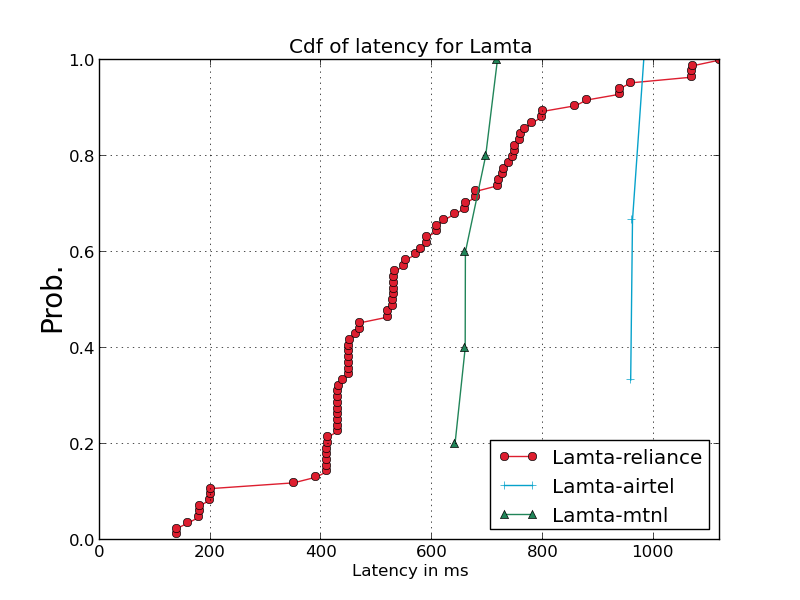 Cdf of latency for Lamta
1.0
0.8
0.6
0.4
0.2
0.0
Prob.
0 200 400 600 800 1000
Latency in ms
Lamta-reliance
Lamta-airtel
Lamta-mtnl